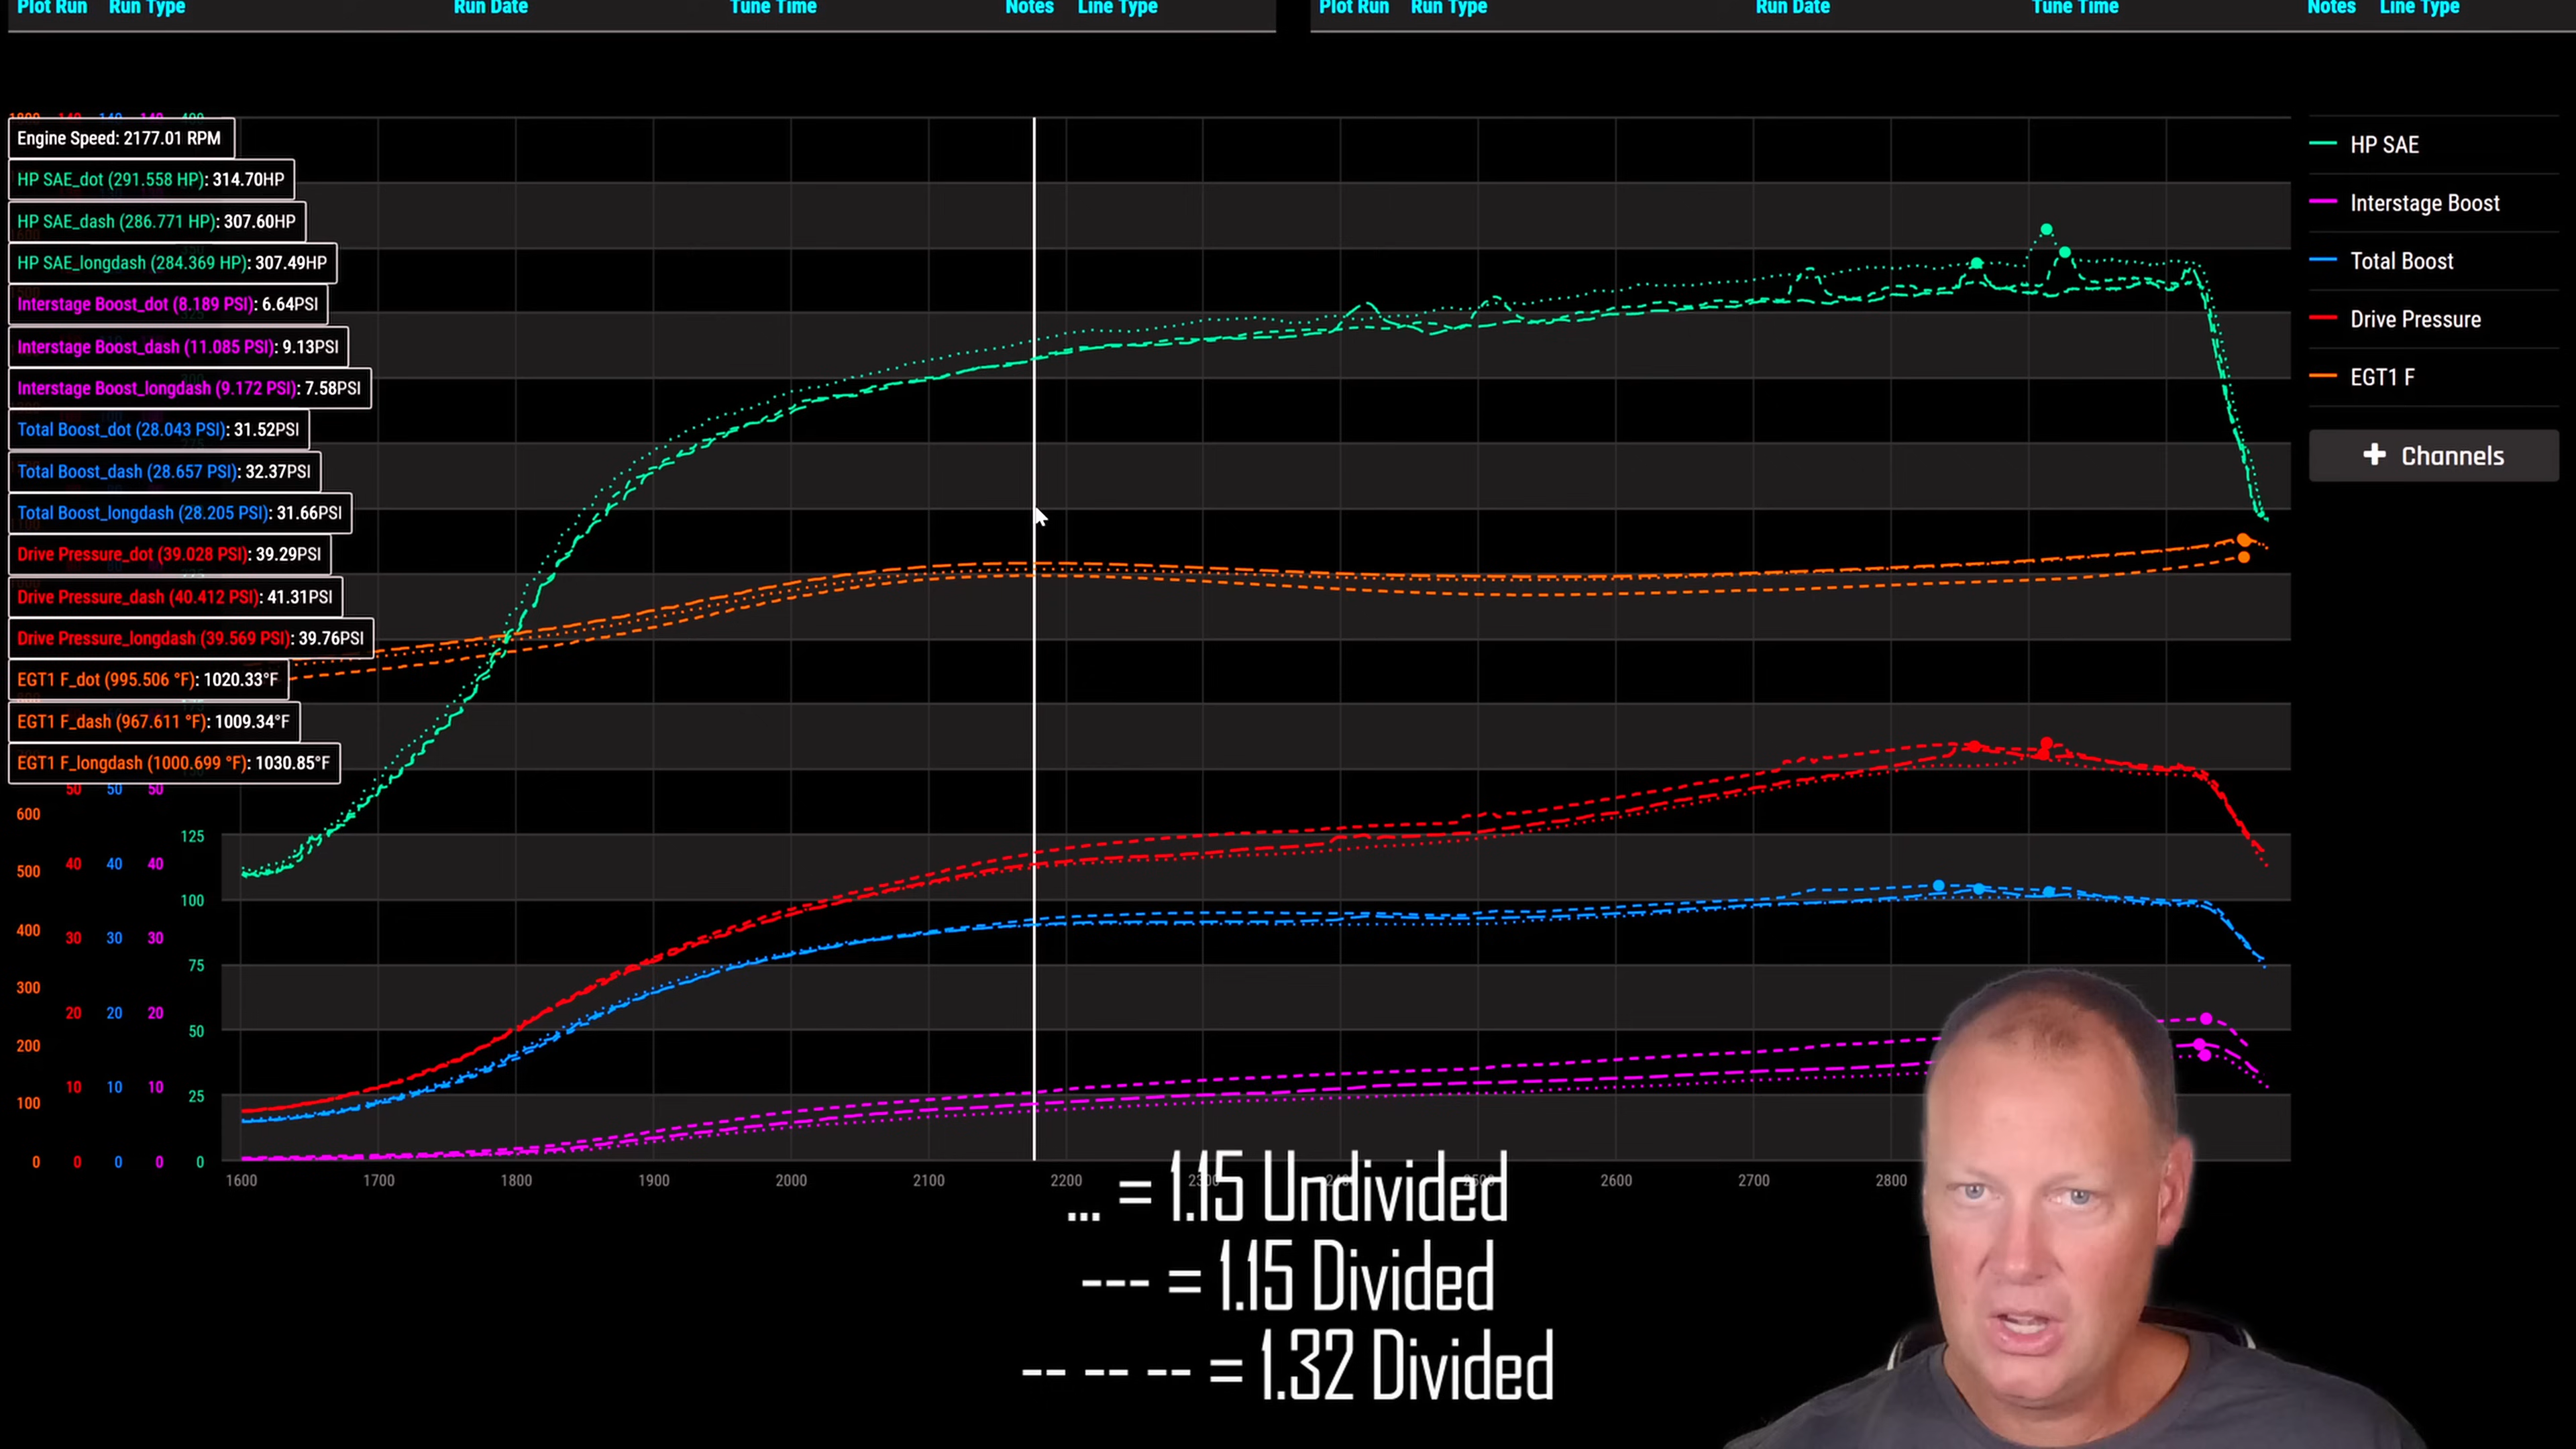 Plot Run Run Type Run Date Tune Time Notes Line Type
Plot Run Run Type Run Date Tune Time Notes Line Type
Engine Speed: 2177.01 RPM
HP SAE_dot (291.558 HP): 314.70HP
HP SAE_dash (286.771 HP): 307.60HP
HP SAE_longdash (284.369 HP): 307.49HP
Interstage Boost_dot (8.189 PSI): 6.64PSI
Interstage Boost_dash (11.085 PSI): 9.13PSI
Interstage Boost_longdash (9.172 PSI): 7.58PSI
Total Boost_dot (28.043 PSI): 31.52PSI
Total Boost_dash (28.657 PSI): 32.37PSI
Total Boost_longdash (28.205 PSI): 31.66PSI
Drive Pressure_dot (39.028 PSI): 39.29PSI
Drive Pressure_dash (40.412 PSI): 41.31PSI
Drive Pressure_longdash (39.569 PSI): 39.76PSI
EGT1 F_dot (995.506 °F): 1020.33°F
EGT1 F_dash (967.611 °F): 1009.34°F
EGT1 F_longdash (1000.699 °F): 1030.85°F
HP SAE
Interstage Boost
Total Boost
Drive Pressure
EGT1 F
+ Channels
50 50 50
600
125
40 40 40
500
100
400
30 30 30
75
300
20 20 20
50
200
10 10 10
25
100
0 0 0 0 0
1600 1700 1800 1900 2000 2100 2200 2300 2600 2700 2800
... = 1.15 Undivided
--- = 1.15 Divided
-- -- -- = 1.32 Divided